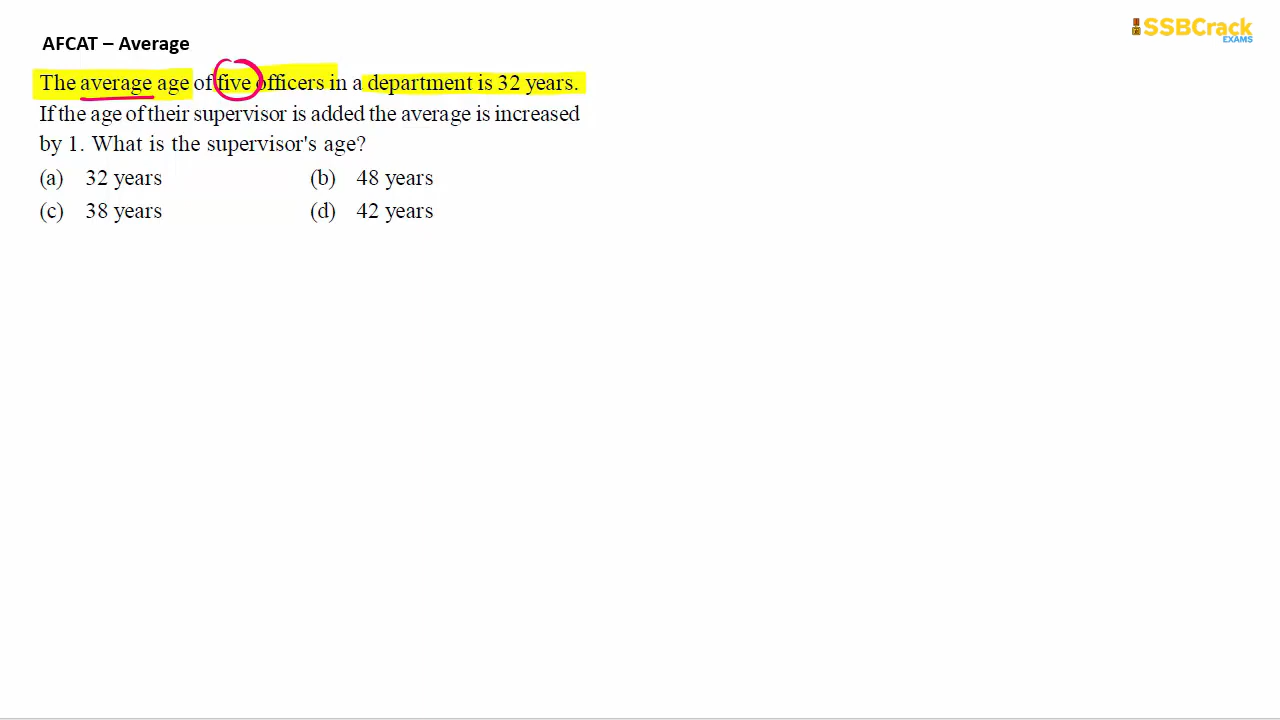 SSBCrack
EXAMS
AFCAT – Average
The average age of five officers in a department is 32 years.
If the age of their supervisor is added the average is increased
by 1. What is the supervisor's age?
(a) 32 years (b) 48 years
(c) 38 years (d) 42 years